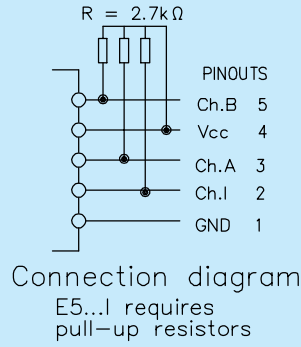 R = 2.7k Ω
PINOUTS
Ch.B 5
Vcc 4
Ch.A 3
Ch.I 2
GND 1
Connection diagram
E5...I requires
pull-up resistors